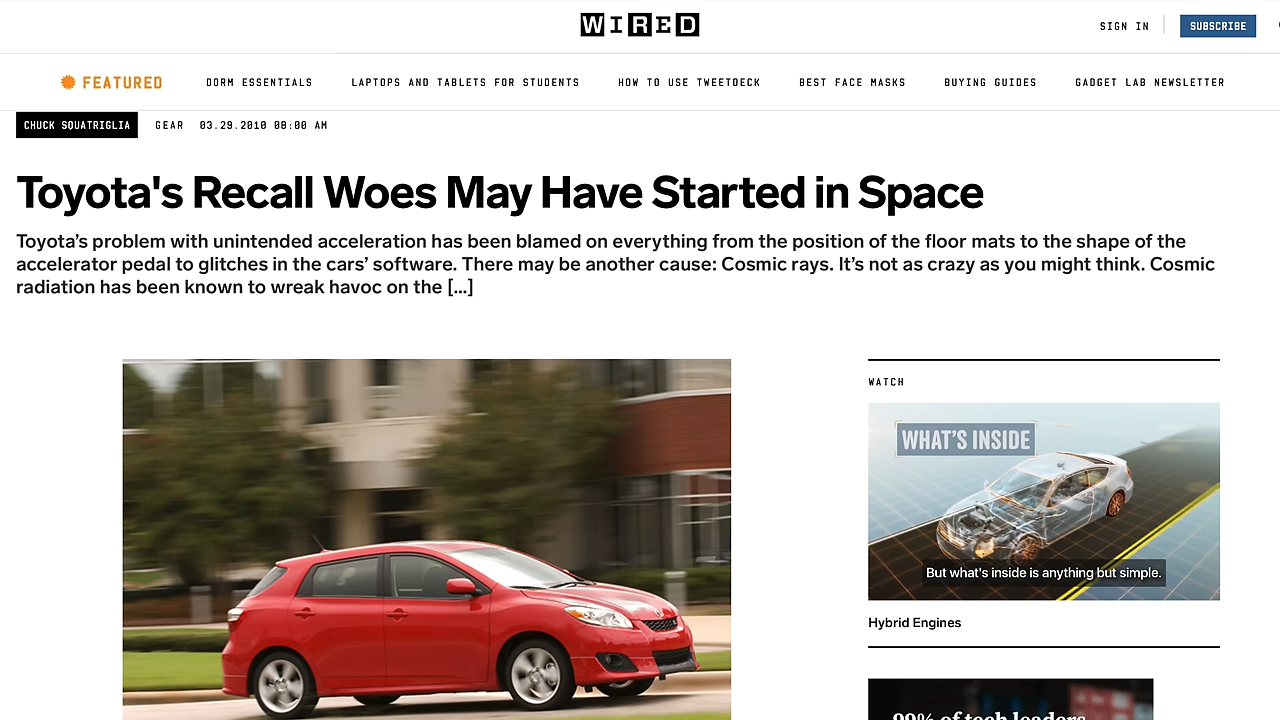 WIRED
SIGN IN
SUBSCRIBE
FEATURED
DORM ESSENTIALS
LAPTOPS AND TABLETS FOR STUDENTS
HOW TO USE TWEETDECK
BEST FACE MASKS
BUYING GUIDES
GADGET LAB NEWSLETTER
CHUCK SQUATRIGLIA
GEAR
03.29.2010 08:00 AM
Toyota's Recall Woes May Have Started in Space
Toyota’s problem with unintended acceleration has been blamed on everything from the position of the floor mats to the shape of the
accelerator pedal to glitches in the cars’ software. There may be another cause: Cosmic rays. It’s not as crazy as you might think. Cosmic
radiation has been known to wreak havoc on the [...]
WATCH
WHAT'S INSIDE
But what's inside is anything but simple.
Hybrid Engines
99% of tech leaders